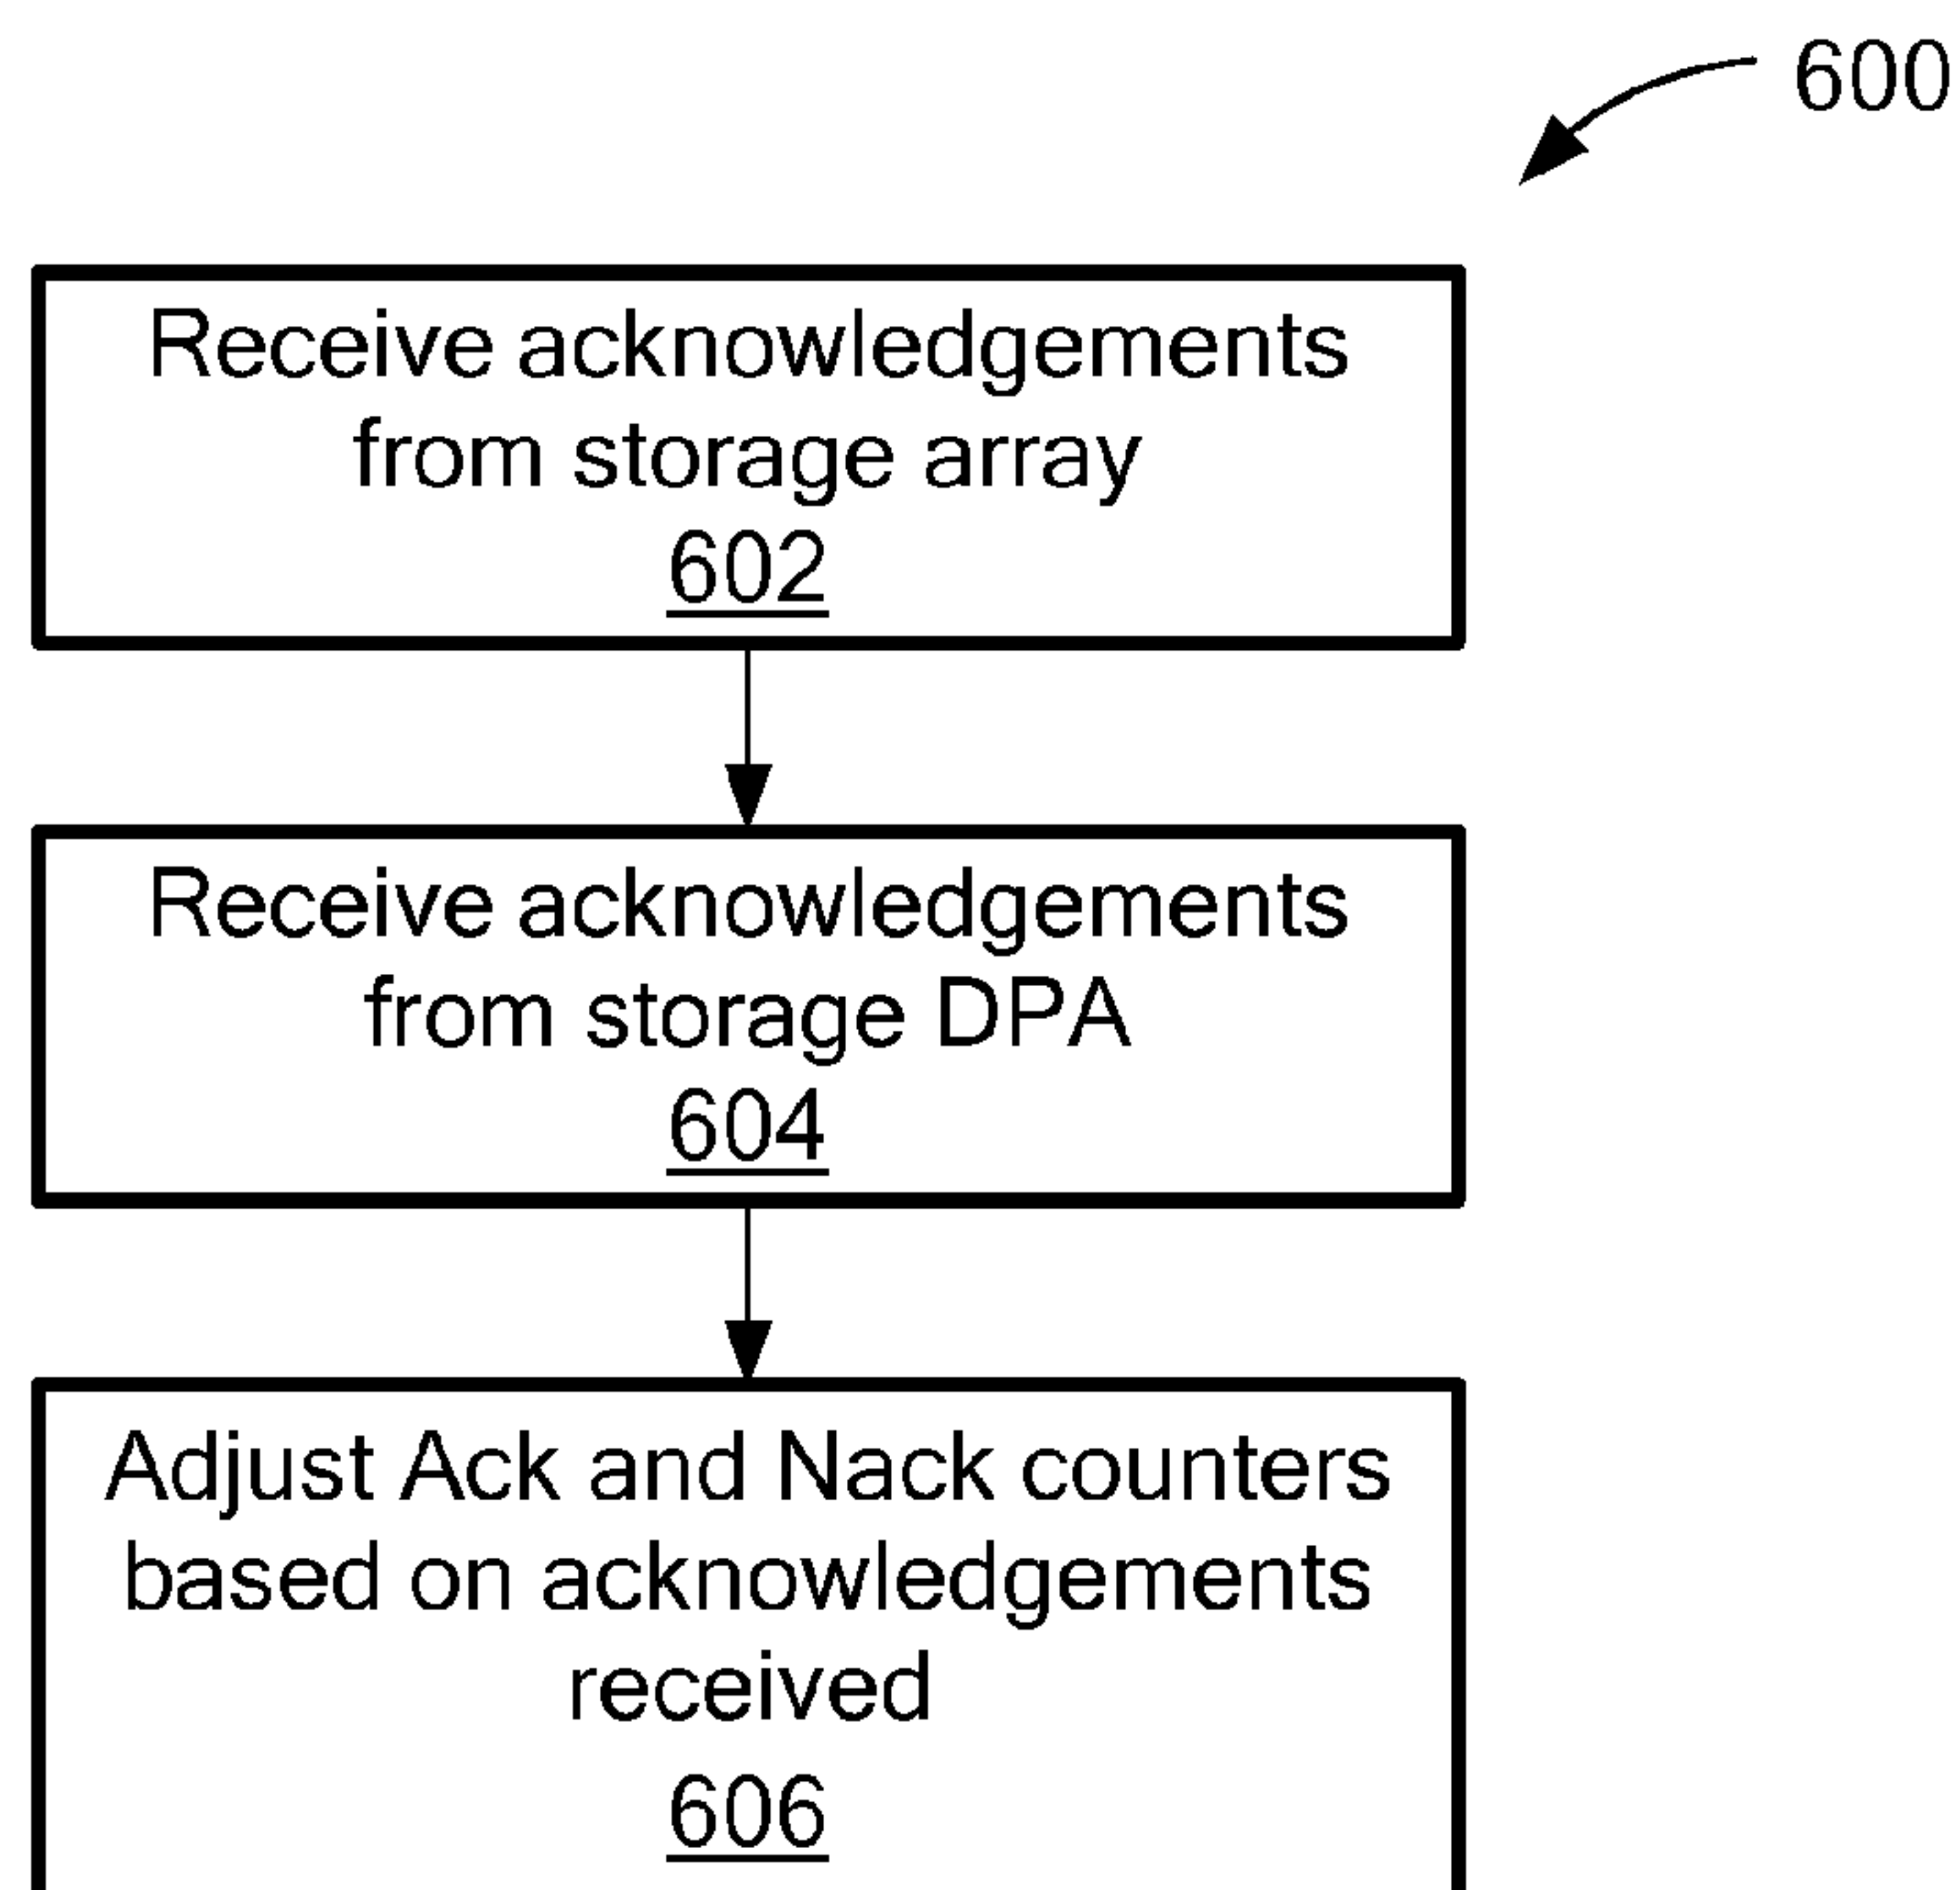 600
Receive acknowledgements
from storage array
602
Receive acknowledgements
from storage DPA
604
Adjust Ack and Nack counters
based on acknowledgements
received
606